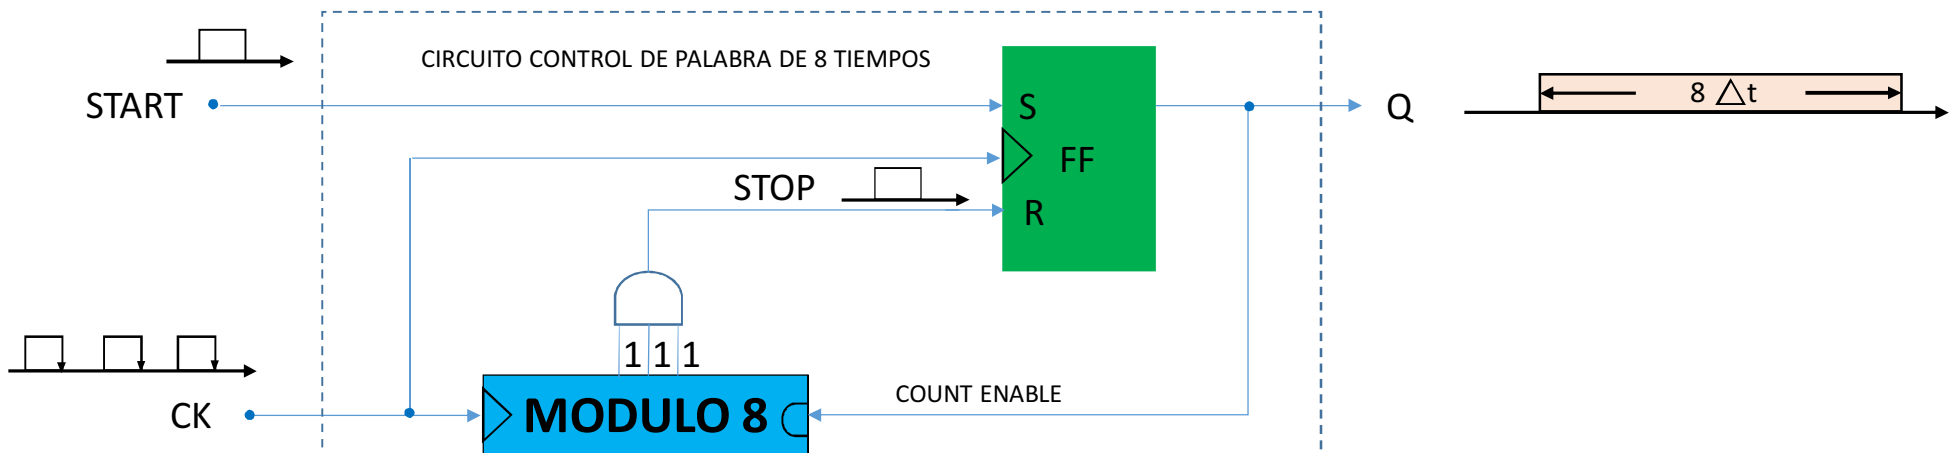 CIRCUITO CONTROL DE PALABRA DE 8 TIEMPOS
START
S
Q
8 △t
FF
STOP
R
1 1 1
COUNT ENABLE
CK
MODULO 8